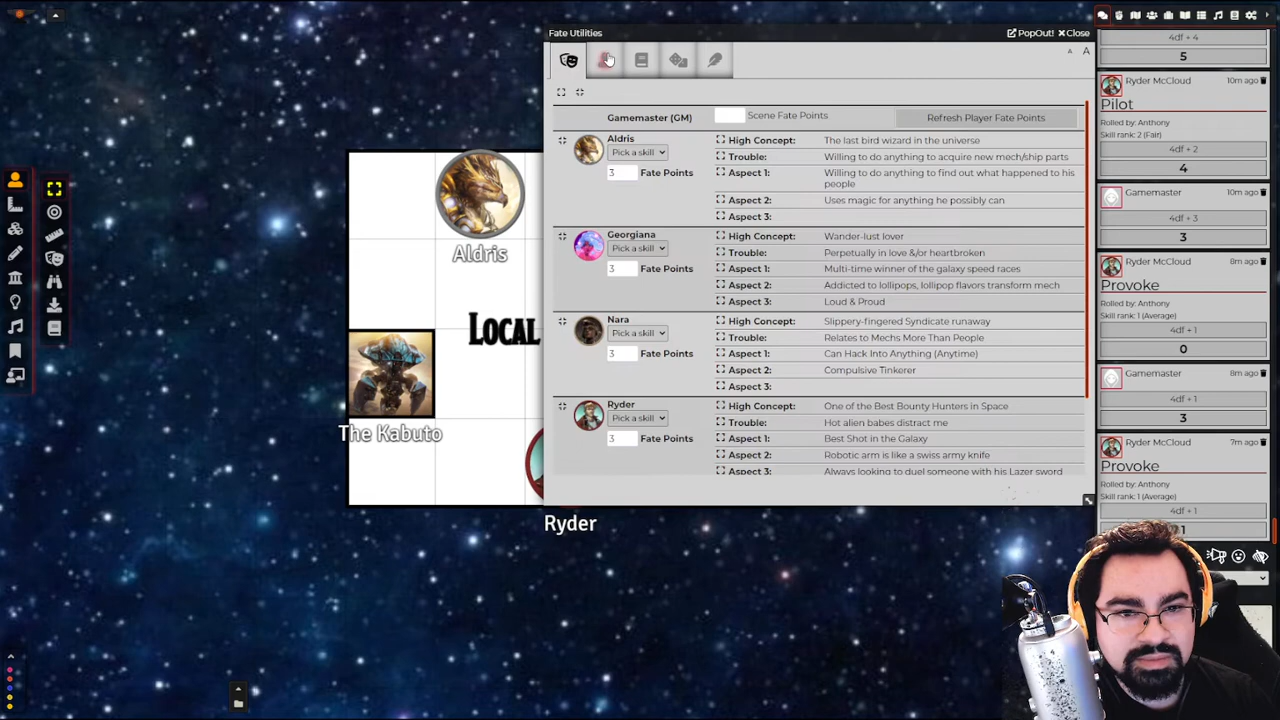 Fate Utilities
PopOut! Close
A A
Gamemaster (GM) Scene Fate Points Refresh Player Fate Points
Aldris
Pick a skill
3 Fate Points
High Concept: The last bird wizard in the universe
Trouble: Willing to do anything to acquire new mech/ship parts
Aspect 1: Willing to do anything to find out what happened to his
people
Aspect 2: Uses magic for anything he possibly can
Aspect 3:
Georgiana
Pick a skill
3 Fate Points
High Concept: Wander-lust lover
Trouble: Perpetually in love &/or heartbroken
Aspect 1: Multi-time winner of the galaxy speed races
Aspect 2: Addicted to lollipops, lollipop flavors transform mech
Aspect 3: Loud & Proud
Nara
Pick a skill
3 Fate Points
High Concept: Slippery-fingered Syndicate runaway
Trouble: Relates to Mechs More Than People
Aspect 1: Can Hack Into Anything (Anytime)
Aspect 2: Compulsive Tinkerer
Aspect 3:
Ryder
Pick a skill
3 Fate Points
High Concept: One of the Best Bounty Hunters in Space
Trouble: Hot alien babes distract me
Aspect 1: Best Shot in the Galaxy
Aspect 2: Robotic arm is like a swiss army knife
Aspect 3: Always looking to duel someone with his Lazer sword
Aldris
Local
The Kabuto
Ryder
4df + 4
5
Ryder McCloud 10m ago
Pilot
Rolled by: Anthony
Skill rank: 2 (Fair)
4df + 2
4
Gamemaster 10m ago
4df + 3
3
Ryder McCloud 8m ago
Provoke
Rolled by: Anthony
Skill rank: 1 (Average)
4df + 1
0
Gamemaster 8m ago
4df + 1
3
Ryder McCloud 7m ago
Provoke
Rolled by: Anthony
Skill rank: 1 (Average)
4df + 1
1